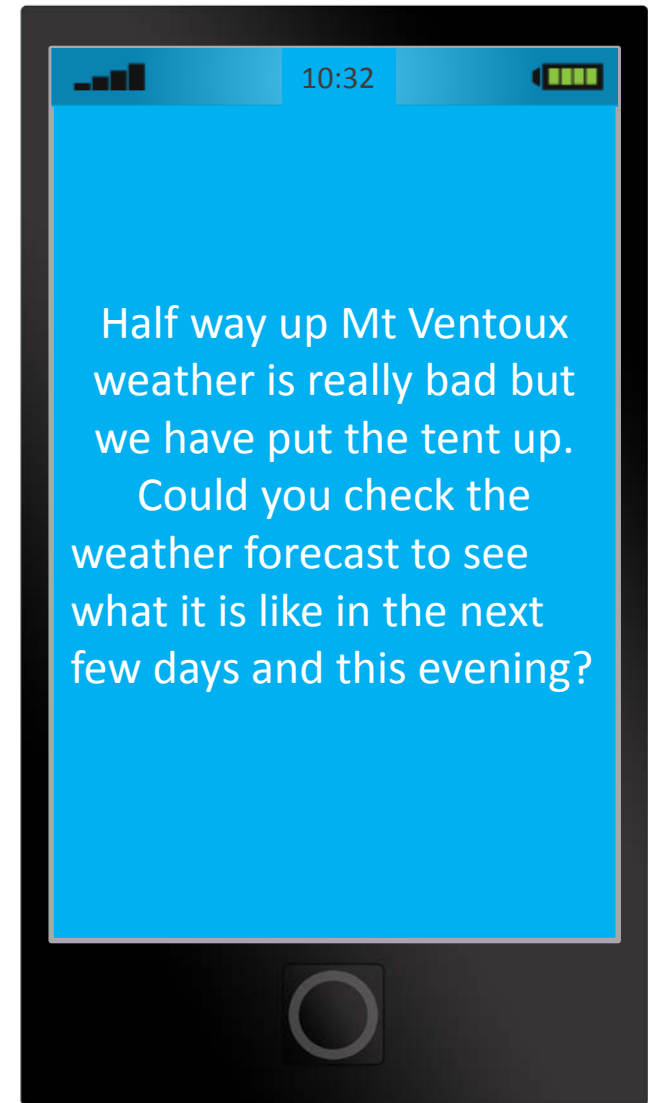 10:32
Half way up Mt Ventoux
weather is really bad but
we have put the tent up.
Could you check the
weather forecast to see
what it is like in the next
few days and this evening?